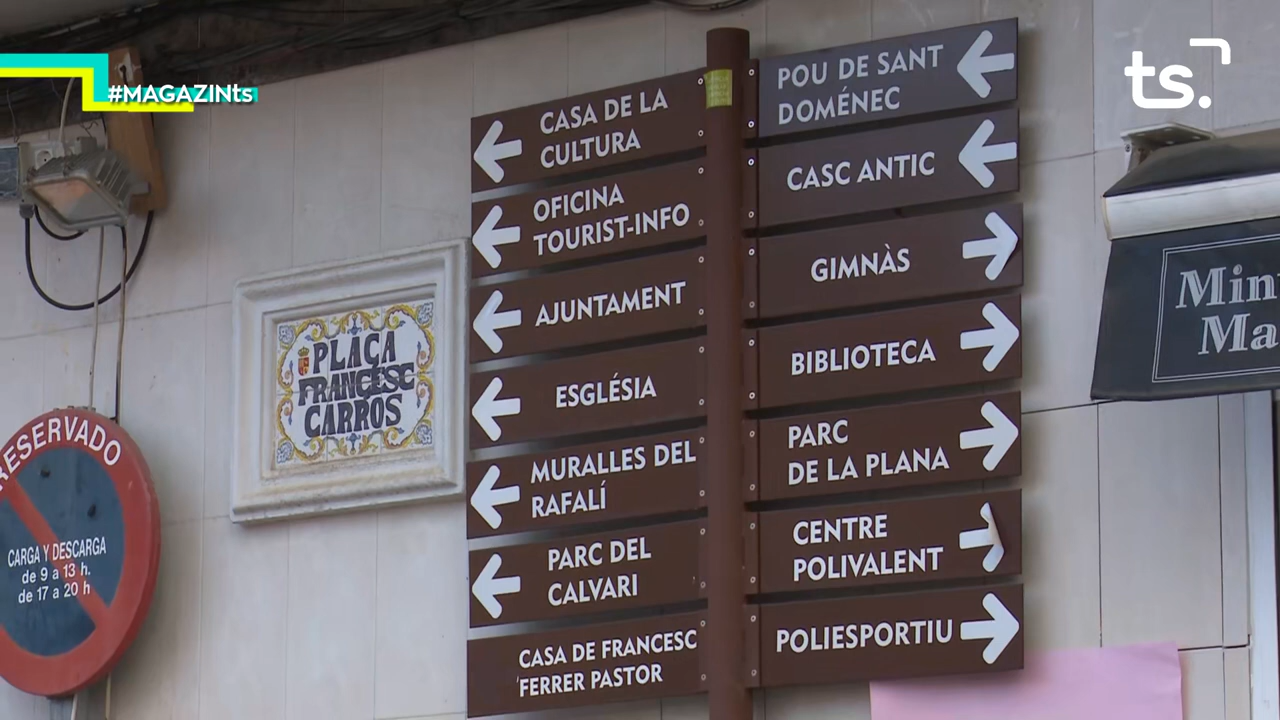 #MAGAZINts
ts.
CASA DE LA
CULTURA
OFICINA
TOURIST-INFO
AJUNTAMENT
ESGLÉSIA
MURALLES DEL
RAFALÍ
PARC DEL
CALVARI
CASA DE FRANCESC
FERRER PASTOR
POU DE SANT
DOMÉNEC
CASC ANTIC
GIMNÀS
BIBLIOTECA
PARC
DE LA PLANA
CENTRE
POLIVALENT
POLIESPORTIU
PLAÇA
FRANCESC
CARRÒS
RESERVADO
CARGA Y DESCARGA
de 9 a 13 h.
de 17 a 20 h